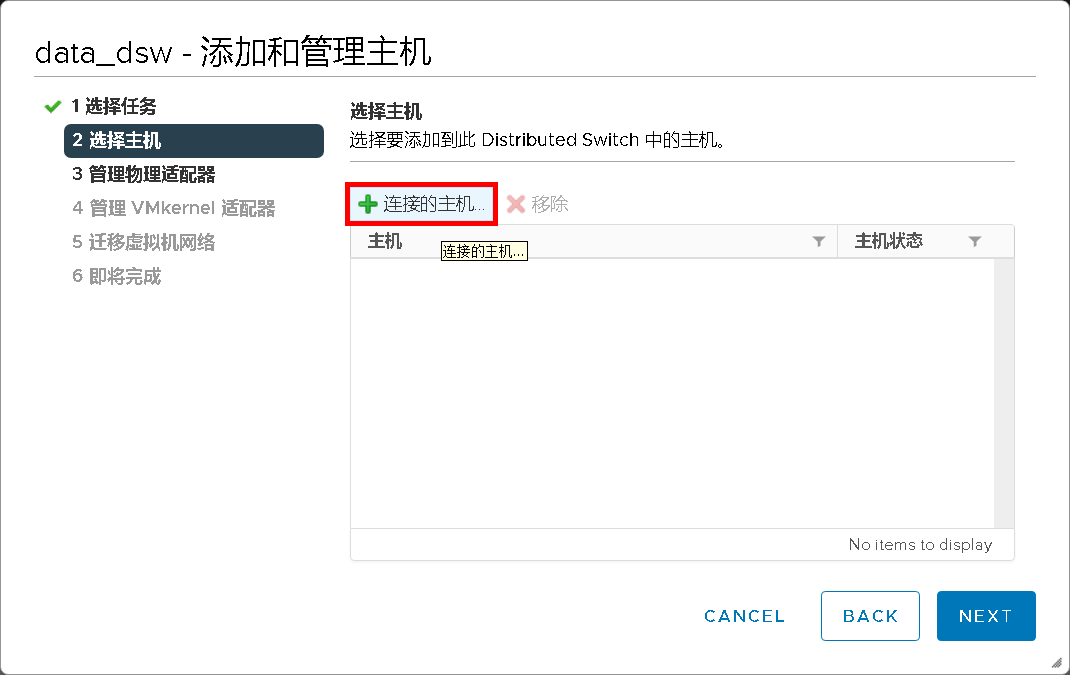 data_dsw - 添加和管理主机
1 选择任务
2 选择主机
3 管理物理适配器
4 管理 VMkernel 适配器
5 迁移虚拟机网络
6 即将完成
选择主机
选择要添加到此 Distributed Switch 中的主机。
连接的主机... 移除
主机 主机状态
连接的主机...
No items to display
CANCEL BACK NEXT